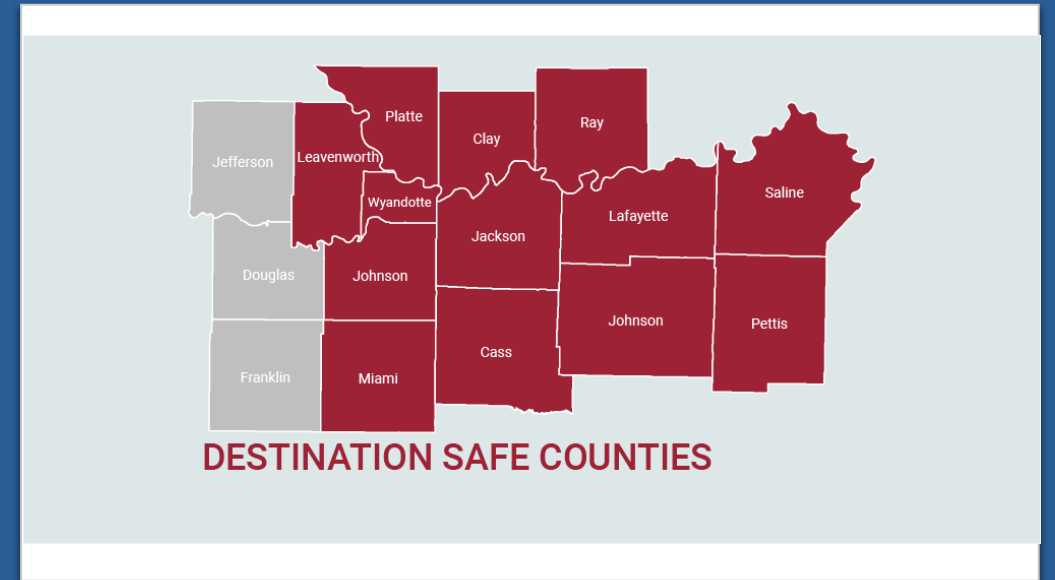 Platte
Clay
Ray
Jefferson
Leavenworth
Saline
Wyandotte
Lafayette
Jackson
Douglas
Johnson
Johnson
Pettis
Cass
Franklin
Miami
DESTINATION SAFE COUNTIES